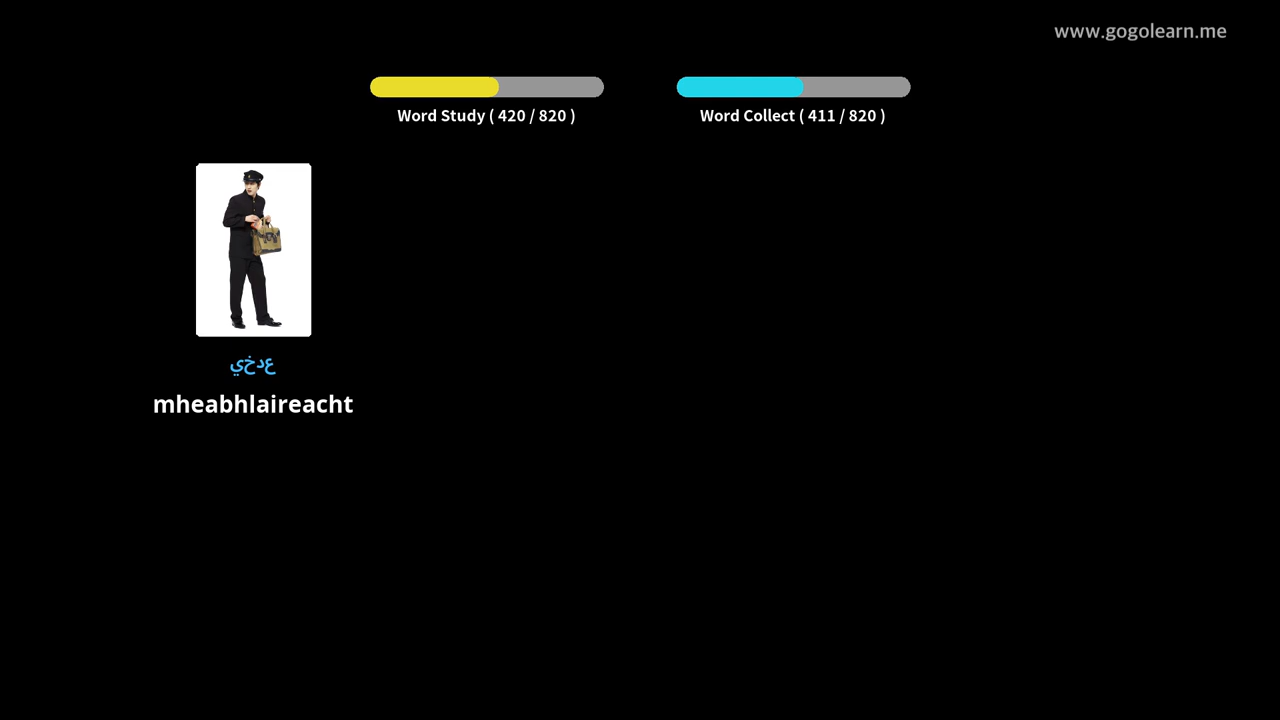 www.gogolearn.me
Word Study ( 420 / 820 )
Word Collect ( 411 / 820 )
عدخي
mheabhlaireacht